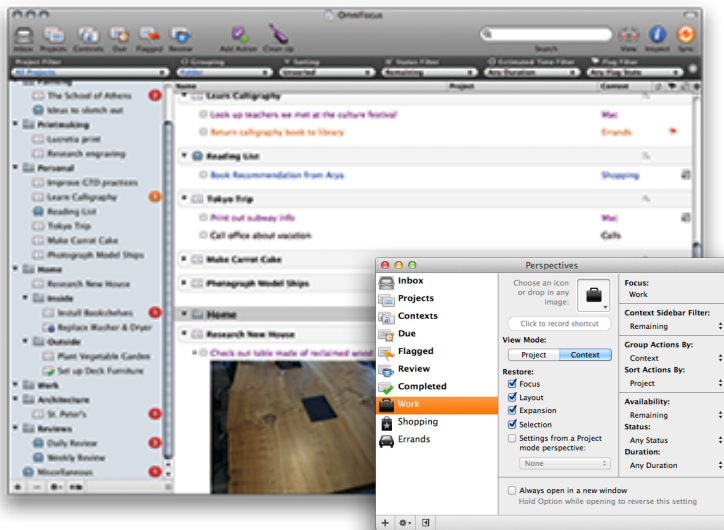 OmniFocus
Inbox Projects Contexts Due Flagged Review Add Action Clean Up Search View Inspect Sync
Project Filter Grouping Sorting Status Filter Estimated Time Filter Flag Filter
All Projects Folder Unsorted Remaining Any Duration Any Flag State
Name Project Context
Painting
The School of Athens
Ideas to sketch out
Printmaking
Lucretia print
Research engraving
Personal
Improve GTD practices
Learn Calligraphy
Reading List
Tokyo Trip
Make Carrot Cake
Photograph Model Ships
Home
Research New House
Inside
Install Bookshelves
Replace Washer & Dryer
Outside
Plant Vegetable Garden
Set up Deck Furniture
Work
Architecture
St. Peter's
Reviews
Daily Review
Weekly Review
Miscellaneous
Learn Calligraphy
Look up teachers we met at the culture festival Mac
Return calligraphy book to library Errands
Reading List
Book Recommendation from Arya Shopping
Tokyo Trip
Print out subway info Mac
Call office about vacation Calls
Make Carrot Cake
Photograph Model Ships
Home
Research New House
Check out table made of reclaimed wood
Perspectives
Inbox
Projects
Contexts
Due
Flagged
Review
Completed
Work
Shopping
Errands
Choose an icon
or drop in any
image:
Click to record shortcut
View Mode:
Project Context
Restore:
Focus
Layout
Expansion
Selection
Settings from a Project
mode perspective:
None
Always open in a new window
Hold Option while opening to reverse this setting
Focus:
Work
Context Sidebar Filter:
Remaining
Group Actions By:
Context
Sort Actions By:
Project
Availability:
Remaining
Status:
Any Status
Duration:
Any Duration